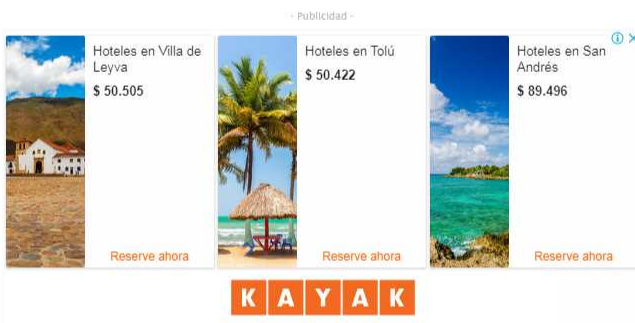 - Publicidad -
Hoteles en Villa de
Leyva
$ 50.505
Reserve ahora
Hoteles en Tolú
$ 50.422
Reserve ahora
Hoteles en San
Andrés
$ 89.496
Reserve ahora
KAYAK